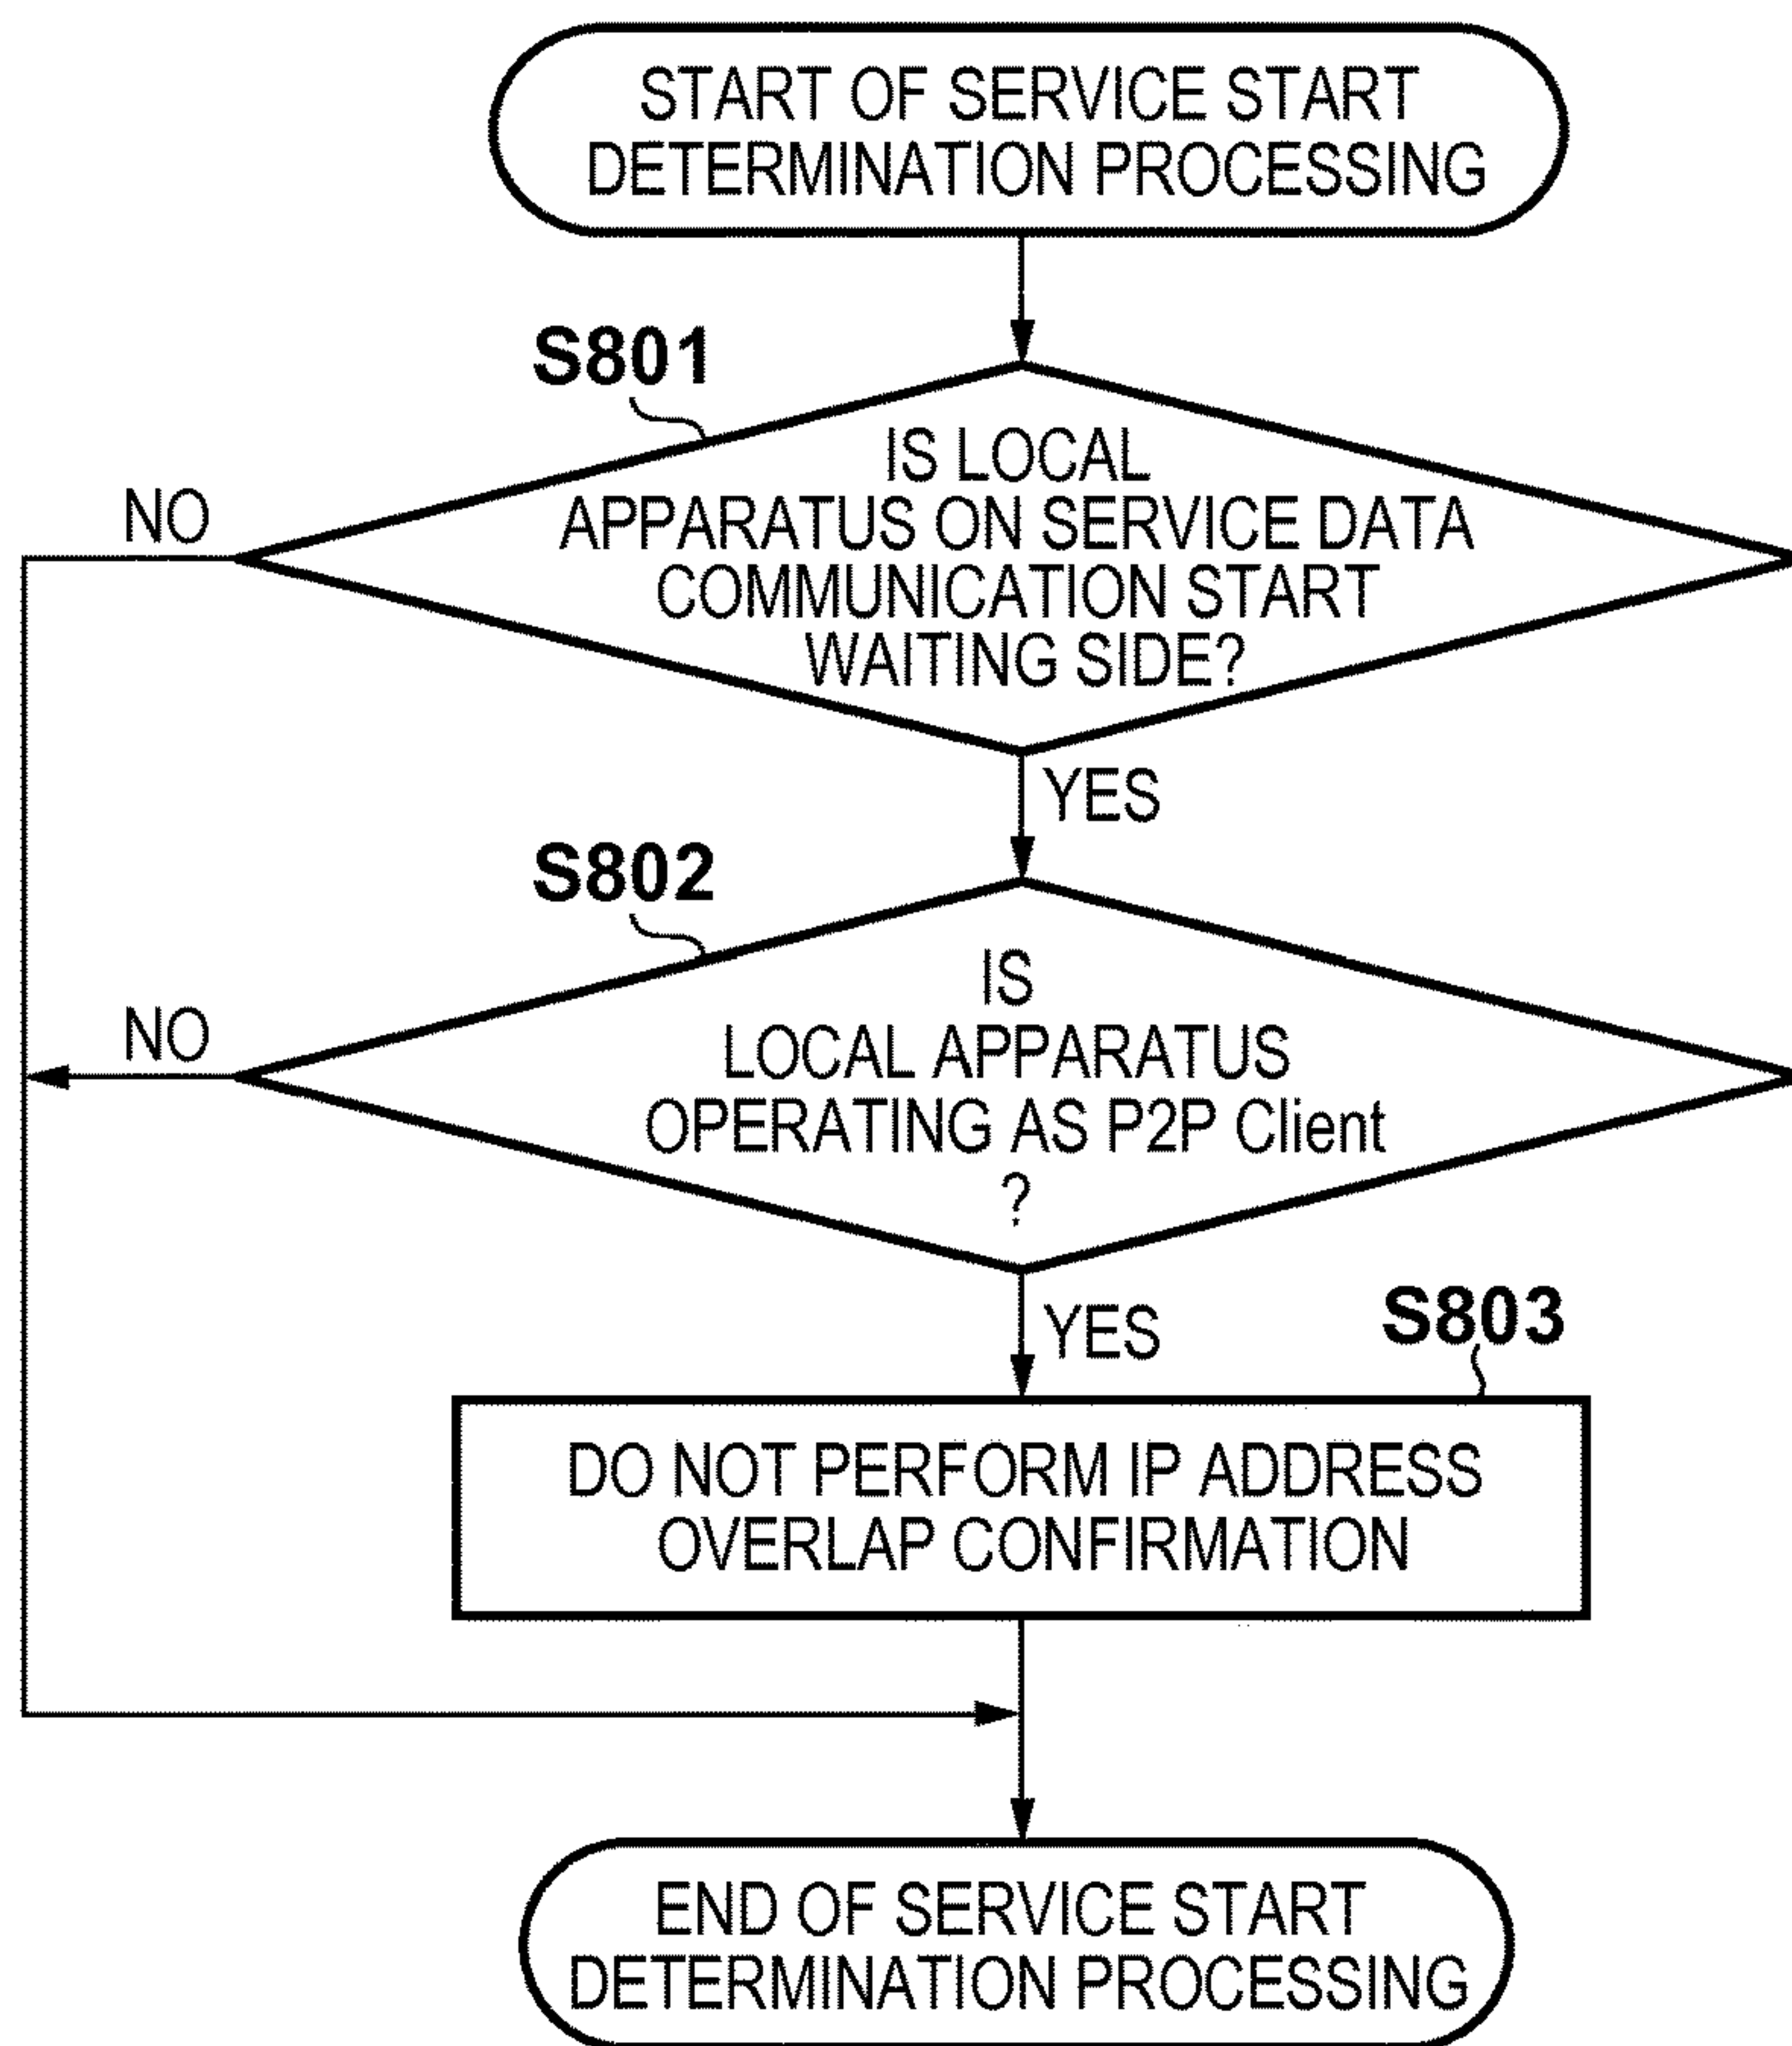 START OF SERVICE START
DETERMINATION PROCESSING
S801
IS LOCAL
APPARATUS ON SERVICE DATA
COMMUNICATION START
WAITING SIDE?
NO
YES
S802
IS
LOCAL APPARATUS
OPERATING AS P2P Client
?
NO
YES
S803
DO NOT PERFORM IP ADDRESS
OVERLAP CONFIRMATION
END OF SERVICE START
DETERMINATION PROCESSING